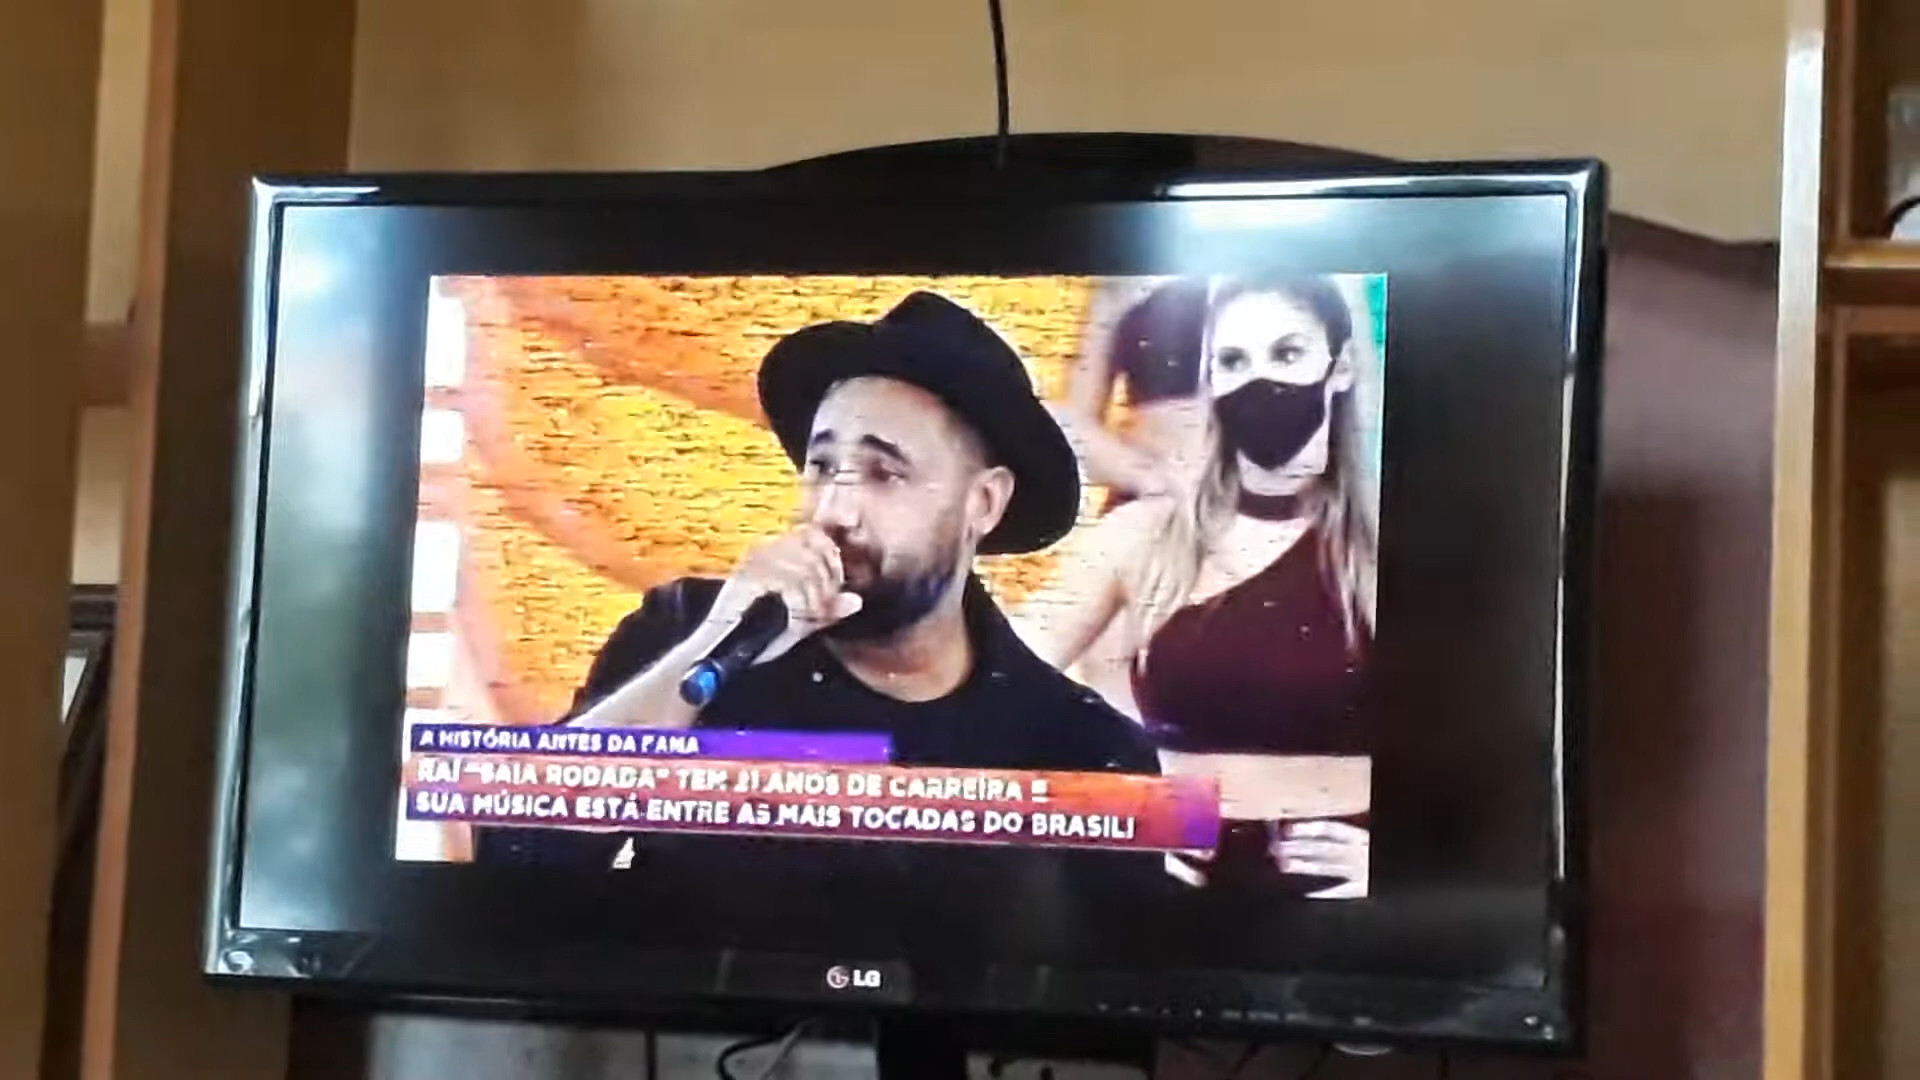 A HISTÓRIA ANTES DA FAMA
RAÍ "SAIA RODADA" TEM 21 ANOS DE CARREIRA E
SUA MÚSICA ESTÁ ENTRE AS MAIS TOCADAS DO BRASIL!
LG